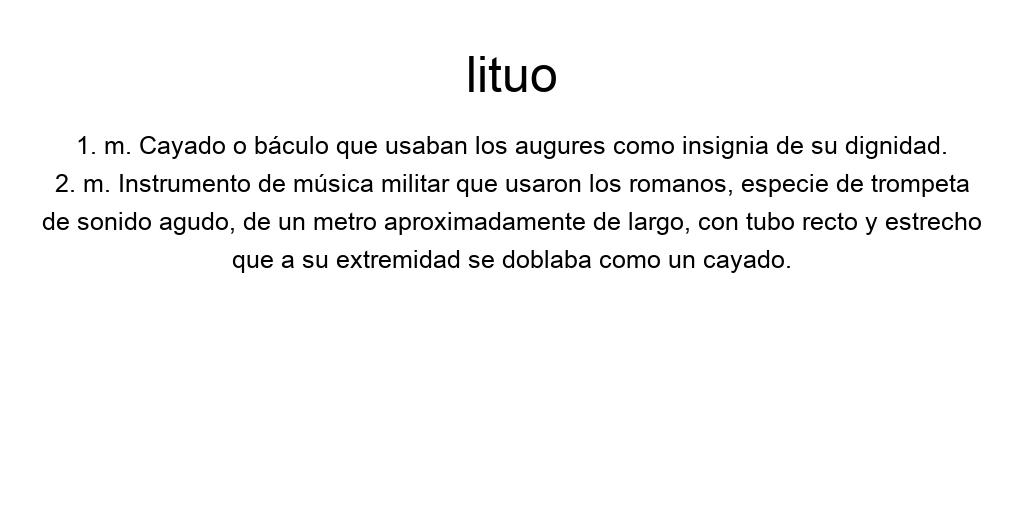 lituo
1. m. Cayado o báculo que usaban los augures como insignia de su dignidad.
2. m. Instrumento de música militar que usaron los romanos, especie de trompeta
de sonido agudo, de un metro aproximadamente de largo, con tubo recto y estrecho
que a su extremidad se doblaba como un cayado.